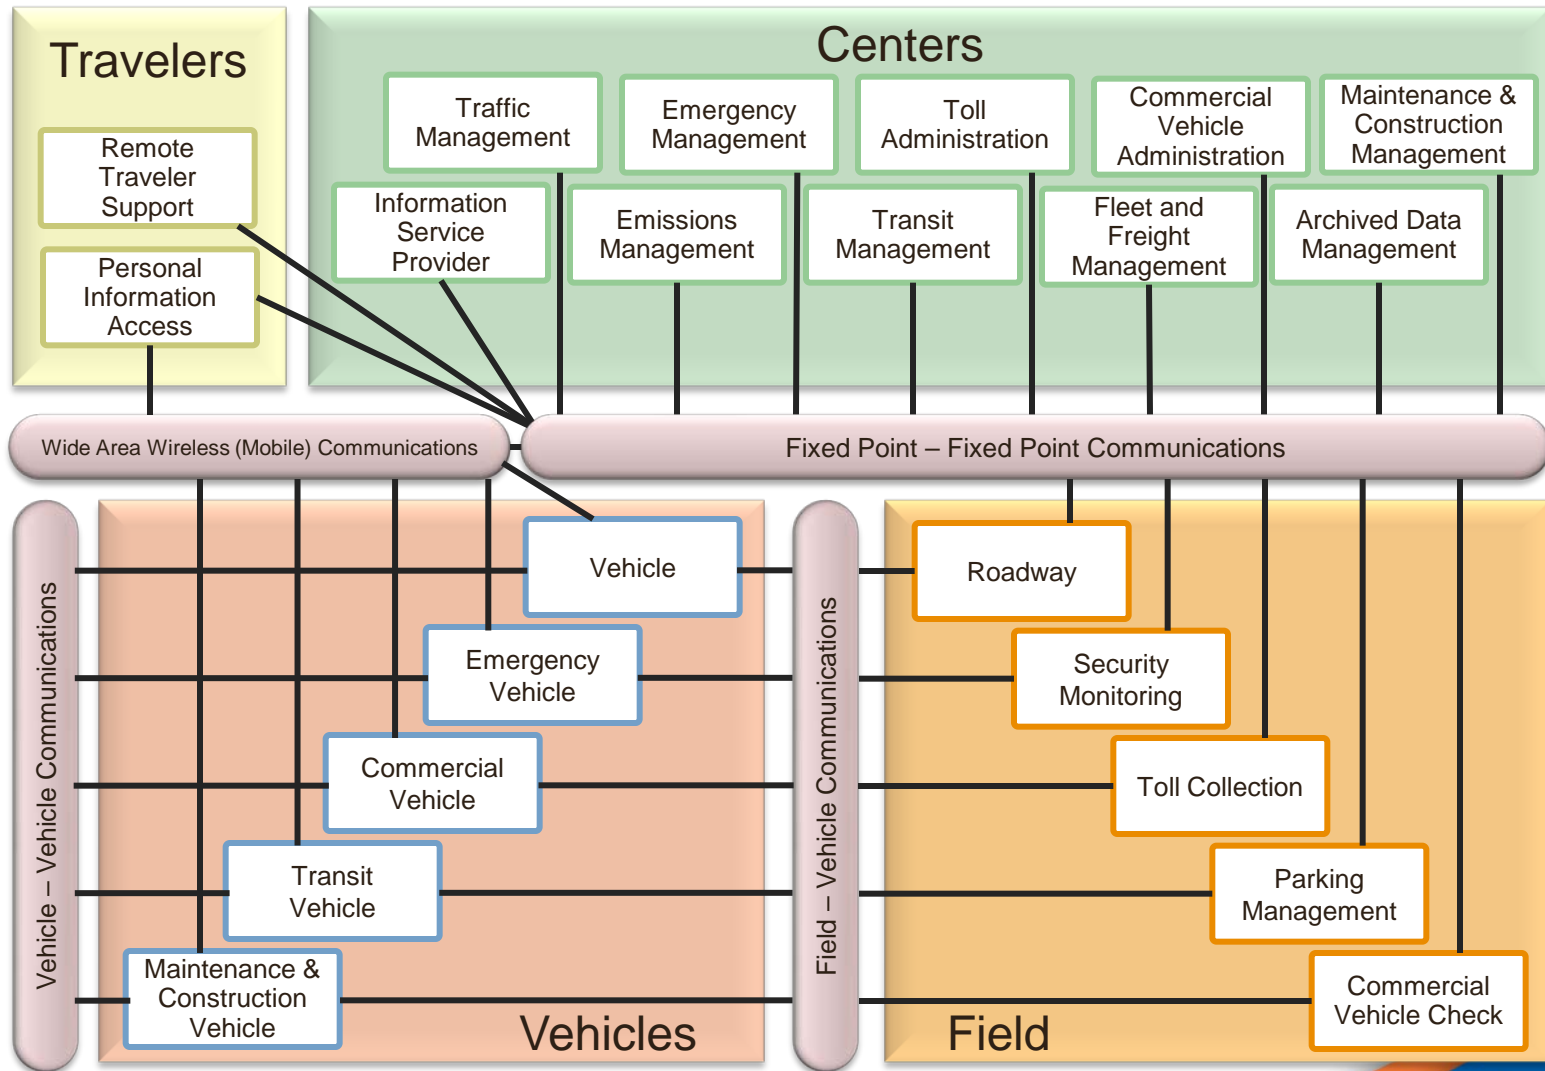 Travelers
Remote
Traveler
Support
Personal
Information
Access
Centers
Traffic
Management
Emergency
Management
Toll
Administration
Commercial
Vehicle
Administration
Maintenance &
Construction
Management
Information
Service
Provider
Emissions
Management
Transit
Management
Fleet and
Freight
Management
Archived Data
Management
Wide Area Wireless (Mobile) Communications
Fixed Point – Fixed Point Communications
Vehicle – Vehicle Communications
Vehicle
Emergency
Vehicle
Commercial
Vehicle
Transit
Vehicle
Maintenance &
Construction
Vehicle
Vehicles
Field – Vehicle Communications
Roadway
Security
Monitoring
Toll Collection
Parking
Management
Commercial
Vehicle Check
Field